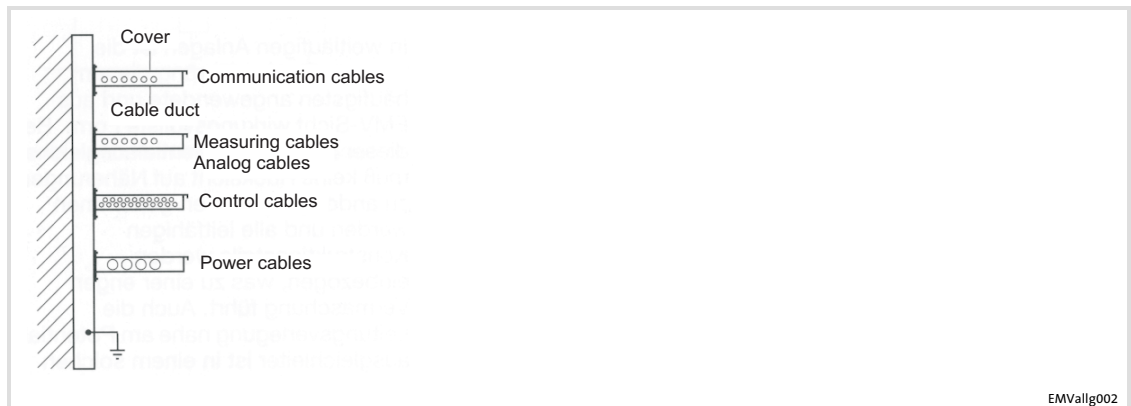 Cover
Communication cables
Cable duct
Measuring cables
Analog cables
Control cables
Power cables
EMVallg002